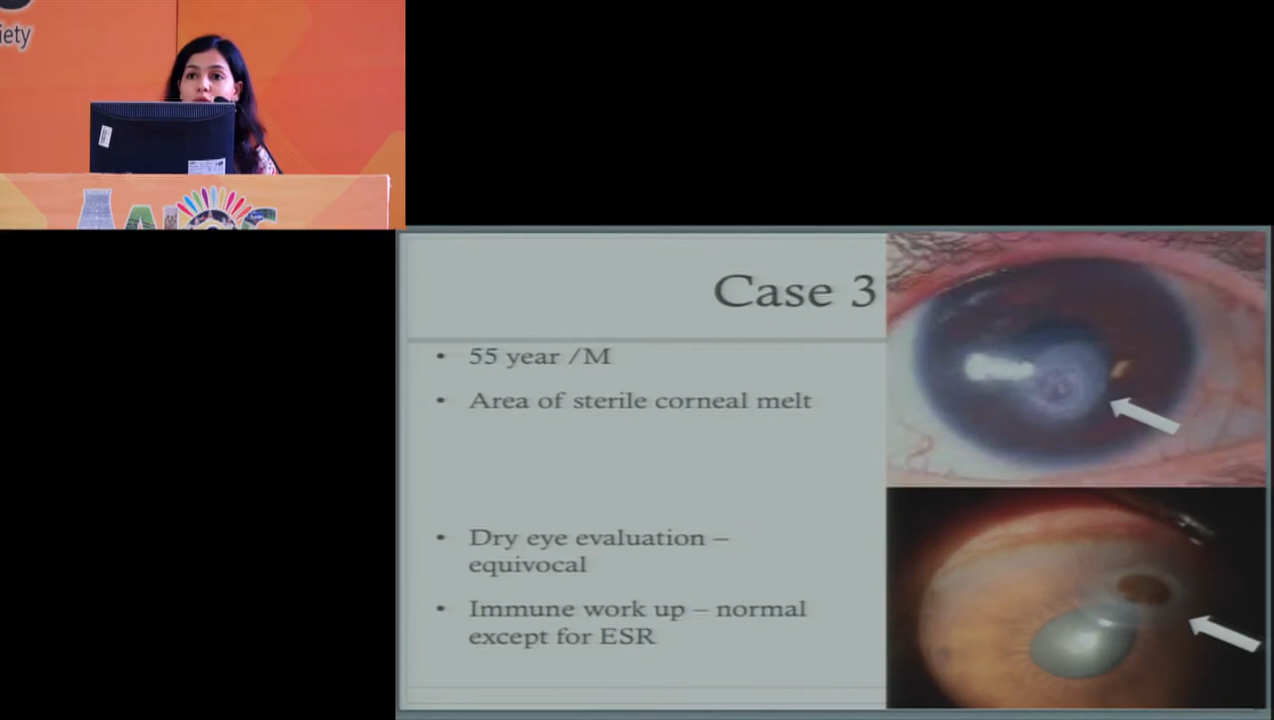 iety
Case 3
• 55 year /M
• Area of sterile corneal melt
• Dry eye evaluation –
equivocal
• Immune work up – normal
except for ESR